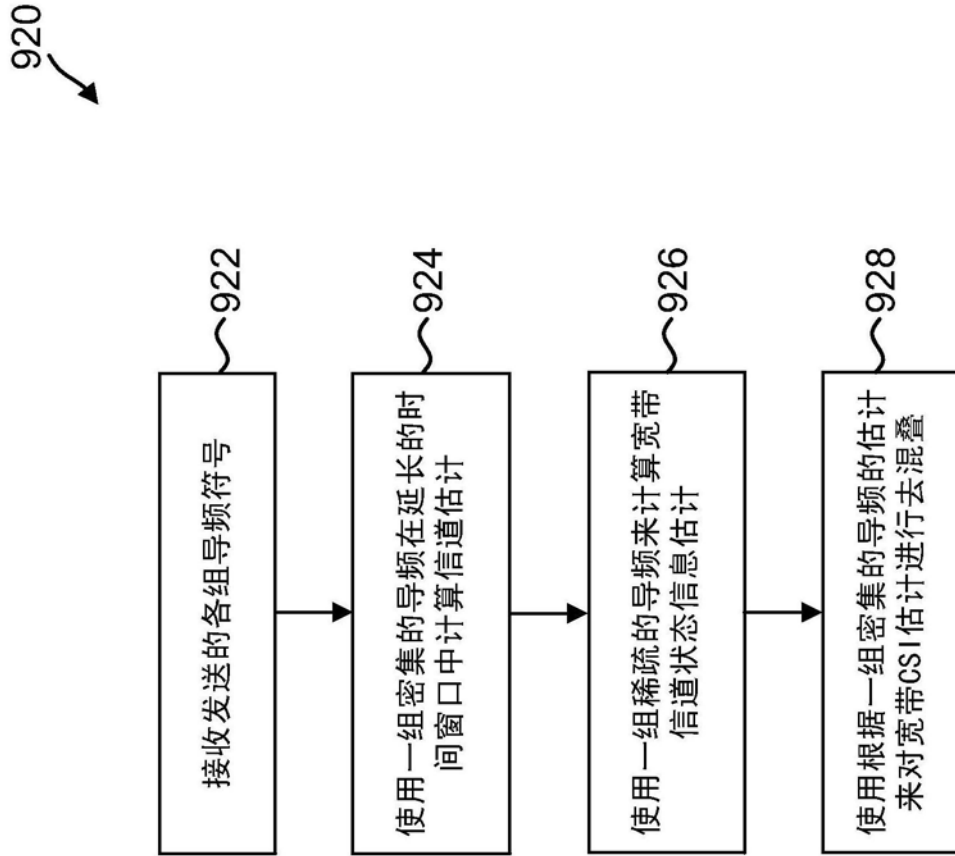 920
接收发送的各组导频符号
922
使用一组密集的导频在延长的时
间窗口中计算信道估计
924
使用一组稀疏的导频来计算宽带
信道状态信息估计
926
使用根据一组密集的导频的估计
来对宽带CSI估计进行去混叠
928